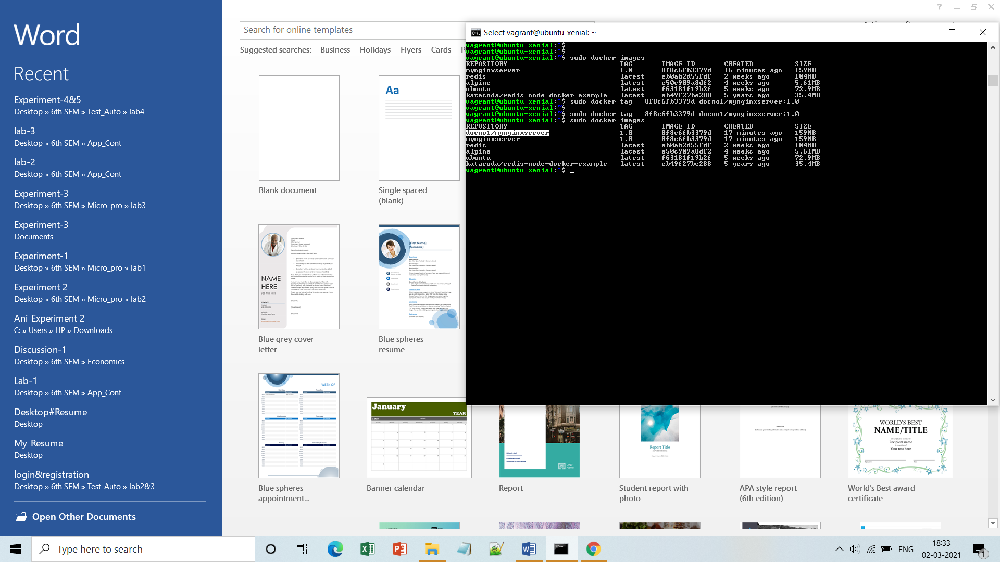 Word
Recent
Experiment-4&5
Desktop » 6th SEM » Test_Auto » lab4
lab-3
Desktop » 6th SEM » App_Cont
lab-2
Desktop » 6th SEM » App_Cont
Experiment-3
Desktop » 6th SEM » Micro_pro » lab3
Experiment-3
Documents
Experiment-1
Desktop » 6th SEM » Micro_pro » lab1
Experiment 2
Desktop » 6th SEM » Micro_pro » lab2
Ani_Experiment 2
C: » Users » HP » Downloads
Discussion-1
Desktop » 6th SEM » Economics
Lab-1
Desktop » 6th SEM » App_Cont
Desktop#Resume
Desktop
My_Resume
Desktop
login&registration
Desktop » 6th SEM » Test_Auto » lab2&3
Open Other Documents
Search for online templates
Suggested searches: Business Holidays Flyers Cards
Aa
Blank document
Single spaced
(blank)
NAME
HERE
JOB TITLE HERE
[First Name]
[Surname]
Blue grey cover
letter
Blue spheres
resume
WEEK OF
January
YEAR
Report Title
WORLD'S BEST
NAME/TITLE
Recipient name
Your text here
Blue spheres
appointment...
Banner calendar
Report
Student report with
photo
APA style report
(6th edition)
World's Best award
certificate
Select vagrant@ubuntu-xenial: ~
vagrant@ubuntu-xenial:~$
vagrant@ubuntu-xenial:~$
vagrant@ubuntu-xenial:~$ sudo docker images
REPOSITORY TAG IMAGE ID CREATED SIZE
mynginxserver 1.0 8f8c6fb3379d 16 minutes ago 159MB
redis latest eb0ab2d55fdf 2 weeks ago 104MB
alpine latest e50c909a8df2 4 weeks ago 5.61MB
ubuntu latest f63181f19b2f 5 weeks ago 72.9MB
katacoda/redis-node-docker-example latest eb49f27be288 5 years ago 35.4MB
vagrant@ubuntu-xenial:~$ sudo docker tag 8f8c6fb3379d docno1/mynginxserver:1.0
vagrant@ubuntu-xenial:~$
vagrant@ubuntu-xenial:~$ sudo docker tag 8f8c6fb3379d docno1/mynginxserver:1.0
vagrant@ubuntu-xenial:~$ sudo docker images
REPOSITORY TAG IMAGE ID CREATED SIZE
docno1/mynginxserver 1.0 8f8c6fb3379d 17 minutes ago 159MB
mynginxserver 1.0 8f8c6fb3379d 17 minutes ago 159MB
redis latest eb0ab2d55fdf 2 weeks ago 104MB
alpine latest e50c909a8df2 4 weeks ago 5.61MB
ubuntu latest f63181f19b2f 5 weeks ago 72.9MB
katacoda/redis-node-docker-example latest eb49f27be288 5 years ago 35.4MB
vagrant@ubuntu-xenial:~$
Type here to search
ENG
18:33
02-03-2021
1